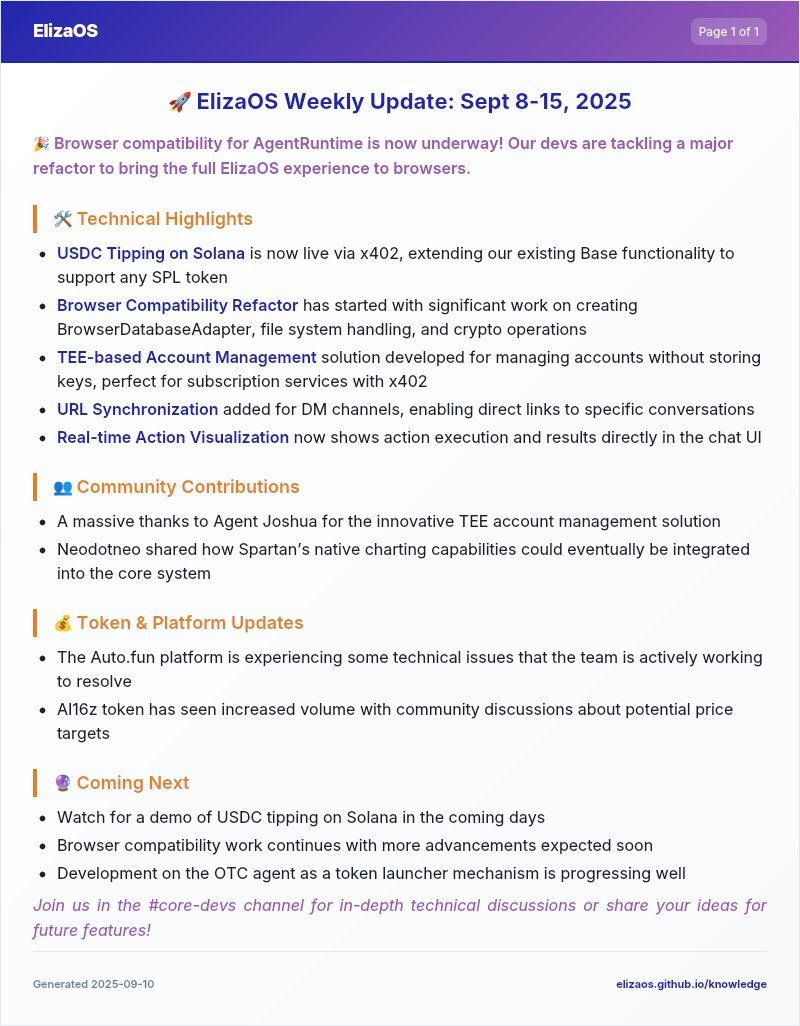 ElizaOS
Page 1 of 1
🚀 ElizaOS Weekly Update: Sept 8-15, 2025
🎉 Browser compatibility for AgentRuntime is now underway! Our devs are tackling a major
refactor to bring the full ElizaOS experience to browsers.
🛠️ Technical Highlights
• USDC Tipping on Solana is now live via x402, extending our existing Base functionality to
support any SPL token
• Browser Compatibility Refactor has started with significant work on creating
BrowserDatabaseAdapter, file system handling, and crypto operations
• TEE-based Account Management solution developed for managing accounts without storing
keys, perfect for subscription services with x402
• URL Synchronization added for DM channels, enabling direct links to specific conversations
• Real-time Action Visualization now shows action execution and results directly in the chat UI
👥 Community Contributions
• A massive thanks to Agent Joshua for the innovative TEE account management solution
• Neodotneo shared how Spartan’s native charting capabilities could eventually be integrated
into the core system
💰 Token & Platform Updates
• The Auto.fun platform is experiencing some technical issues that the team is actively working
to resolve
• AI16z token has seen increased volume with community discussions about potential price
targets
🔮 Coming Next
• Watch for a demo of USDC tipping on Solana in the coming days
• Browser compatibility work continues with more advancements expected soon
• Development on the OTC agent as a token launcher mechanism is progressing well
Join us in the #core-devs channel for in-depth technical discussions or share your ideas for
future features!
Generated 2025-09-10
elizaos.github.io/knowledge